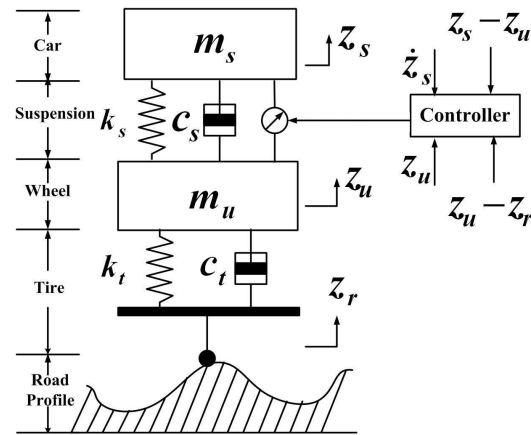 Car
Suspension
Wheel
Tire
Road
Profile
m_s
z_s
k_s
c_s
m_u
z_u
k_t
c_t
z_r
z_s - z_u
ż_s
Controller
z_u
z_u - z_r